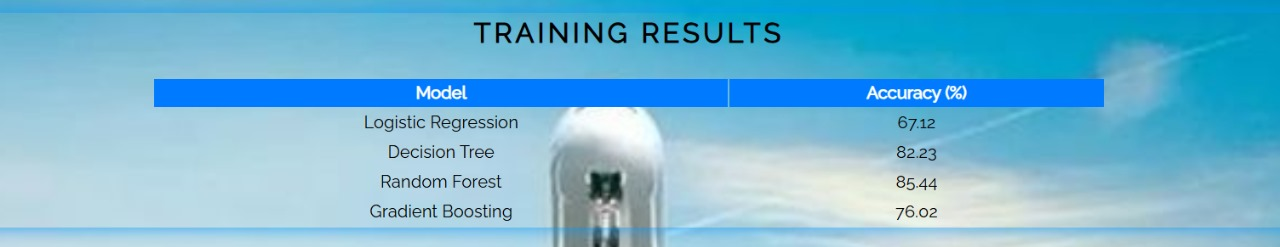 TRAINING RESULTS
Model Accuracy (%)
Logistic Regression 67.12
Decision Tree 82.23
Random Forest 85.44
Gradient Boosting 76.02